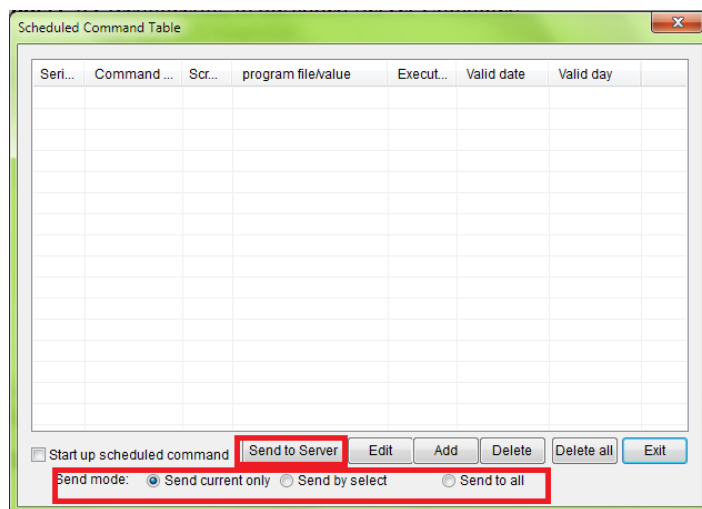 Scheduled Command Table
Seri... Command ... Scr... program file/value Execut... Valid date Valid day
Start up scheduled command Send to Server Edit Add Delete Delete all Exit
Send mode: Send current only Send by select Send to all